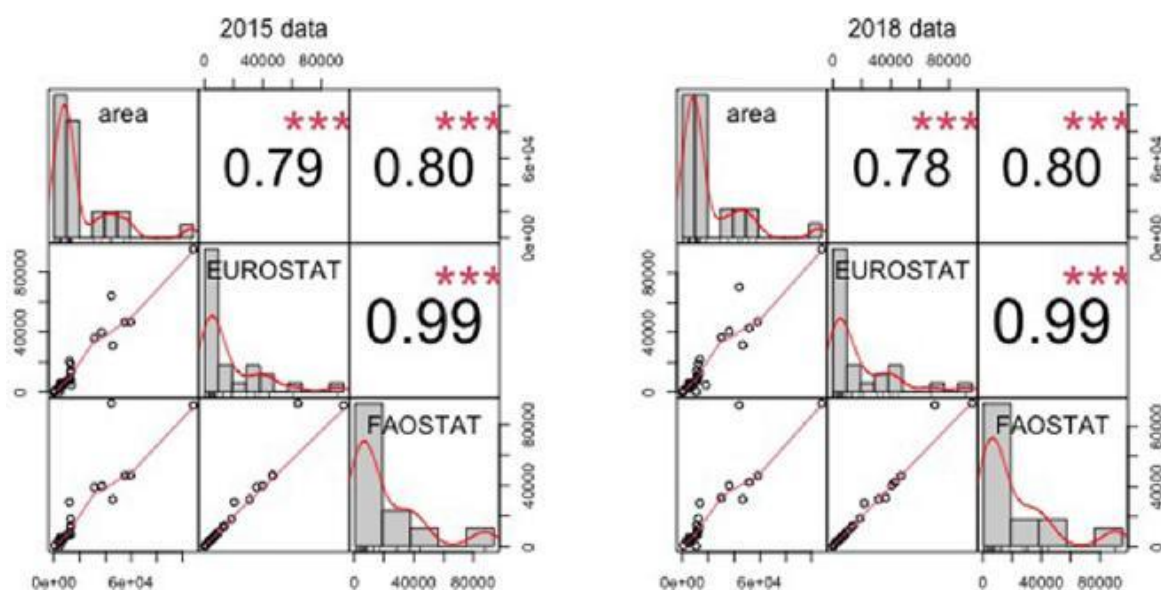 2015 data 2018 data
0 40000 80000 0 40000 80000
area *** *** area *** ***
0.79 0.80 0.78 0.80
0e+00 6e+04 0e+00 6e+04
EUROSTAT *** EUROSTAT ***
0.99 0.99
0 40000 80000 0 40000 80000
FAOSTAT FAOSTAT
0 40000 80000 0 40000 80000
0e+00 6e+04 0 40000 80000 0e+00 6e+04 0 40000 80000